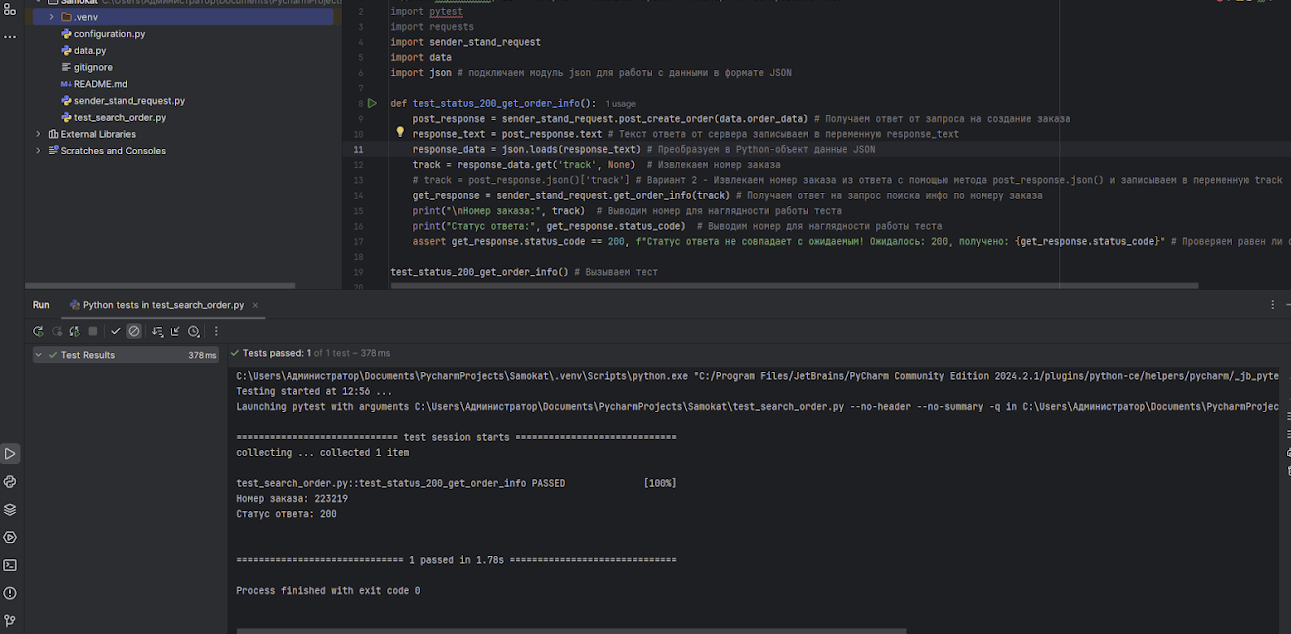 Samokat C:\Users\Администратор\Documents\PycharmProjects
.venv
configuration.py
data.py
gitignore
README.md
sender_stand_request.py
test_search_order.py
External Libraries
Scratches and Consoles
2 import pytest
3 import requests
4 import sender_stand_request
5 import data
6 import json # подключаем модуль json для работы с данными в формате JSON
7
8 def test_status_200_get_order_info(): 1 usage
9 post_response = sender_stand_request.post_create_order(data.order_data) # Получаем ответ от запроса на создание заказа
10 response_text = post_response.text # Текст ответа от сервера записываем в переменную response_text
11 response_data = json.loads(response_text) # Преобразуем в Python-объект данные JSON
12 track = response_data.get('track', None) # Извлекаем номер заказа
13 # track = post_response.json()['track'] # Вариант 2 - Извлекаем номер заказа из ответа с помощью метода post_response.json() и записываем в переменную track
14 get_response = sender_stand_request.get_order_info(track) # Получаем ответ на запрос поиска инфо по номеру заказа
15 print("\nНомер заказа:", track) # Выводим номер для наглядности работы теста
16 print("Статус ответа:", get_response.status_code) # Выводим номер для наглядности работы теста
17 assert get_response.status_code == 200, f"Статус ответа не совпадает с ожидаемым! Ожидалось: 200, получено: {get_response.status_code}" # Проверяем равен ли
18
19 test_status_200_get_order_info() # Вызываем тест
20
Run Python tests in test_search_order.py
Test Results 378 ms
Tests passed: 1 of 1 test – 378 ms
C:\Users\Администратор\Documents\PycharmProjects\Samokat\.venv\Scripts\python.exe "C:/Program Files/JetBrains/PyCharm Community Edition 2024.2.1/plugins/python-ce/helpers/pycharm/_jb_pyte
Testing started at 12:56 ...
Launching pytest with arguments C:\Users\Администратор\Documents\PycharmProjects\Samokat\test_search_order.py --no-header --no-summary -q in C:\Users\Администратор\Documents\PycharmProjec
============================= test session starts =============================
collecting ... collected 1 item
test_search_order.py::test_status_200_get_order_info PASSED [100%]
Номер заказа: 223219
Статус ответа: 200
============================== 1 passed in 1.78s ==============================
Process finished with exit code 0